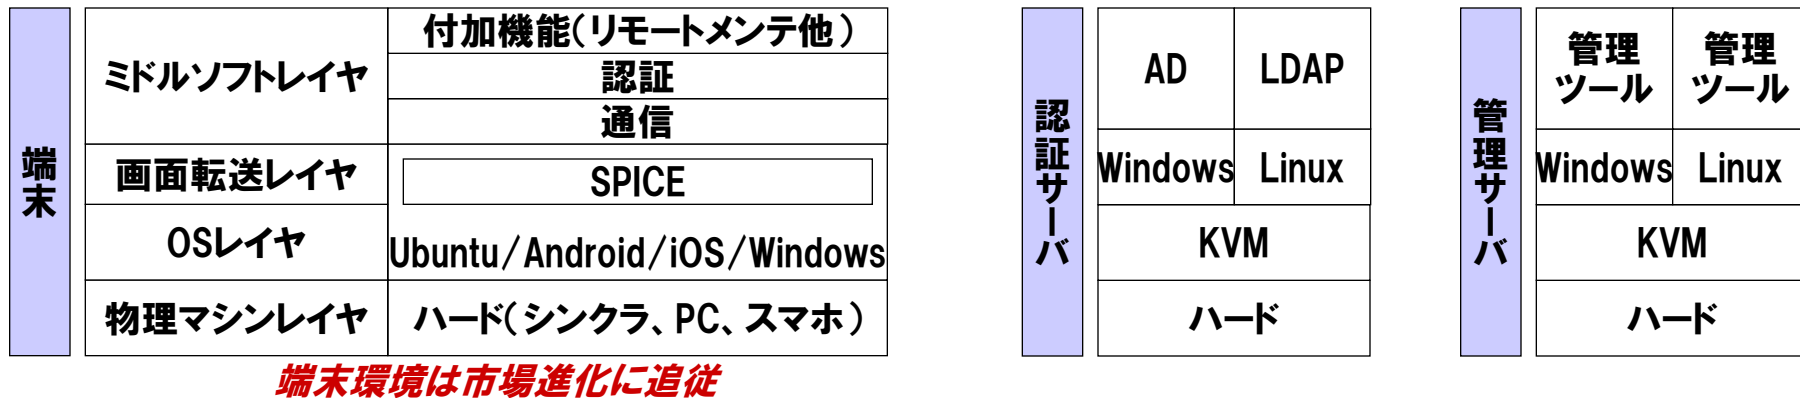 端末
ミドルソフトレイヤ
付加機能(リモートメンテ他)
認証
通信
画面転送レイヤ
SPICE
OSレイヤ
Ubuntu/Android/iOS/Windows
物理マシンレイヤ
ハード(シンクラ、PC、スマホ)
端末環境は市場進化に追従
認証サーバ
AD
LDAP
Windows
Linux
KVM
ハード
管理サーバ
管理
ツール
管理
ツール
Windows
Linux
KVM
ハード